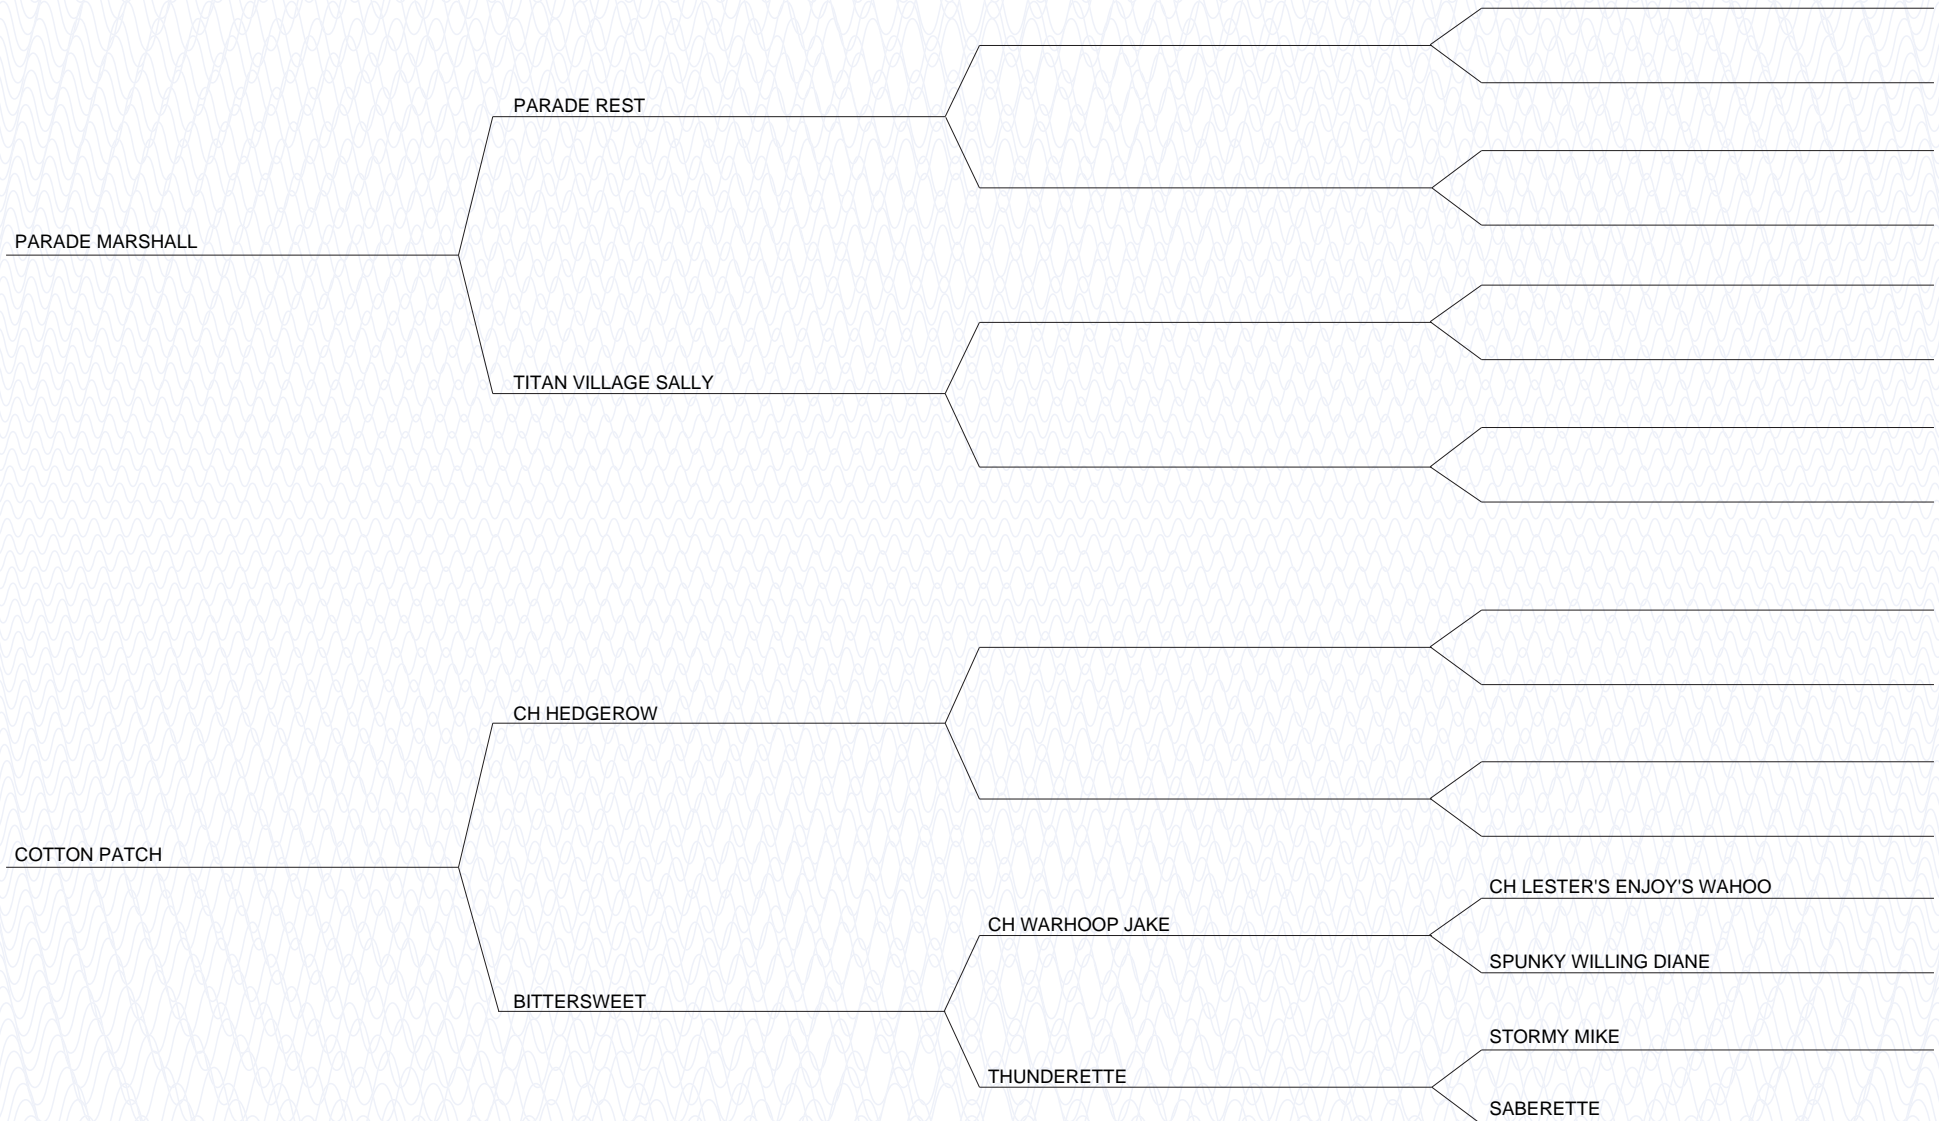 PARADE REST
PARADE MARSHALL
TITAN VILLAGE SALLY
CH HEDGEROW
COTTON PATCH
CH LESTER'S ENJOY'S WAHOO
CH WARHOOP JAKE
SPUNKY WILLING DIANE
BITTERSWEET
STORMY MIKE
THUNDERETTE
SABERETTE